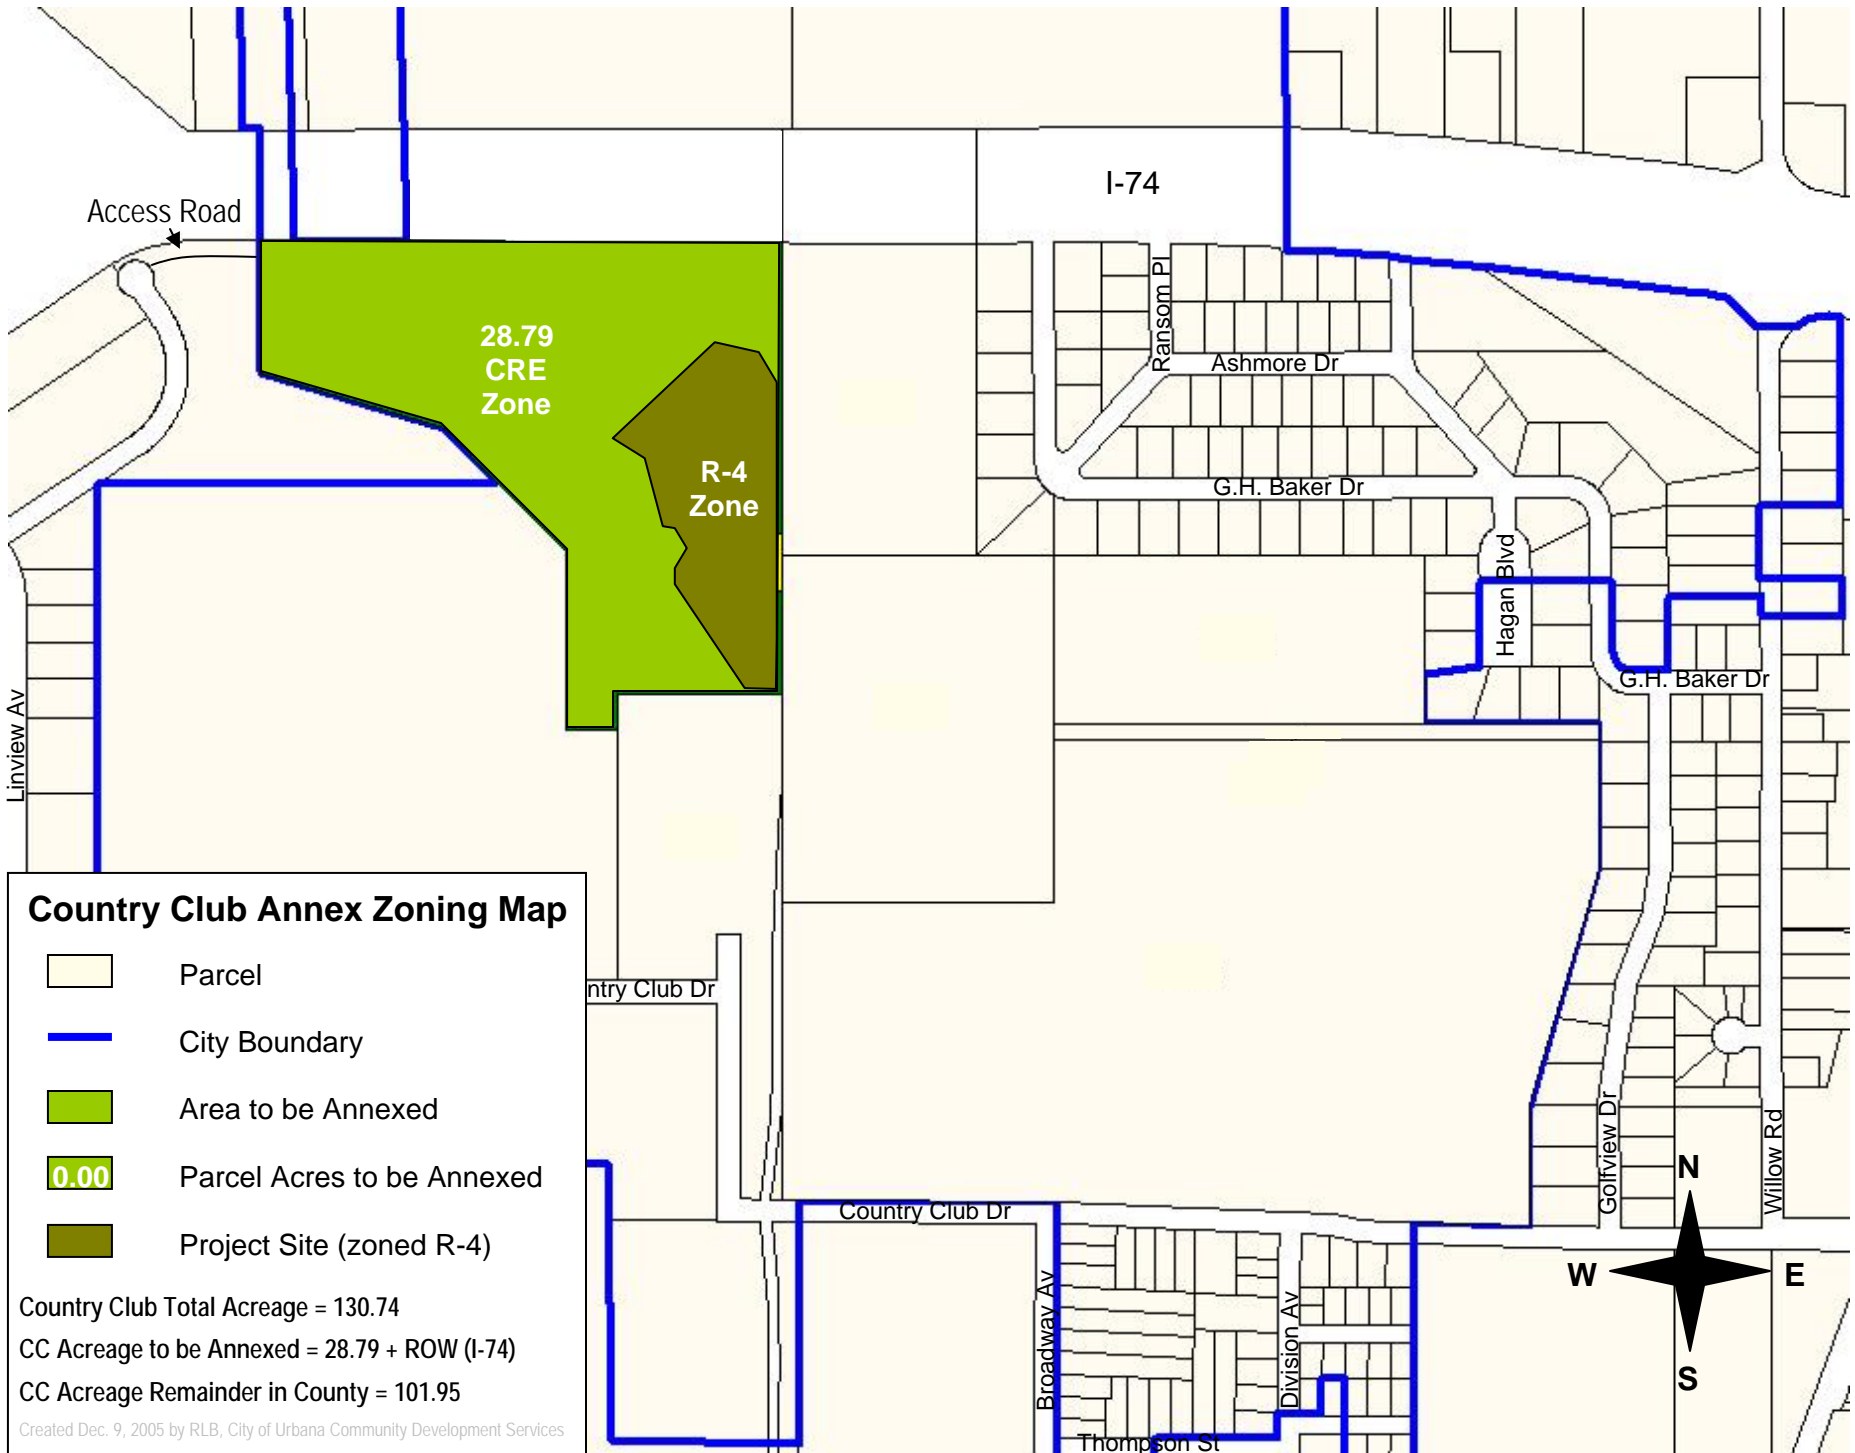 I-74
Access Road
Ransom Pl
28.79
CRE
Zone
Ashmore Dr
R-4
Zone
G.H. Baker Dr
Hagan Blvd
G.H. Baker Dr
Linview Av
Country Club Annex Zoning Map
Parcel
City Boundary
Area to be Annexed
0.00 Parcel Acres to be Annexed
Project Site (zoned R-4)
Country Club Total Acreage = 130.74
CC Acreage to be Annexed = 28.79 + ROW (I-74)
CC Acreage Remainder in County = 101.95
Created Dec. 9, 2005 by RLB, City of Urbana Community Development Services
ntry Club Dr
Country Club Dr
Golfview Dr
Willow Rd
Broadway Av
Division Av
Thompson St
N
W
E
S